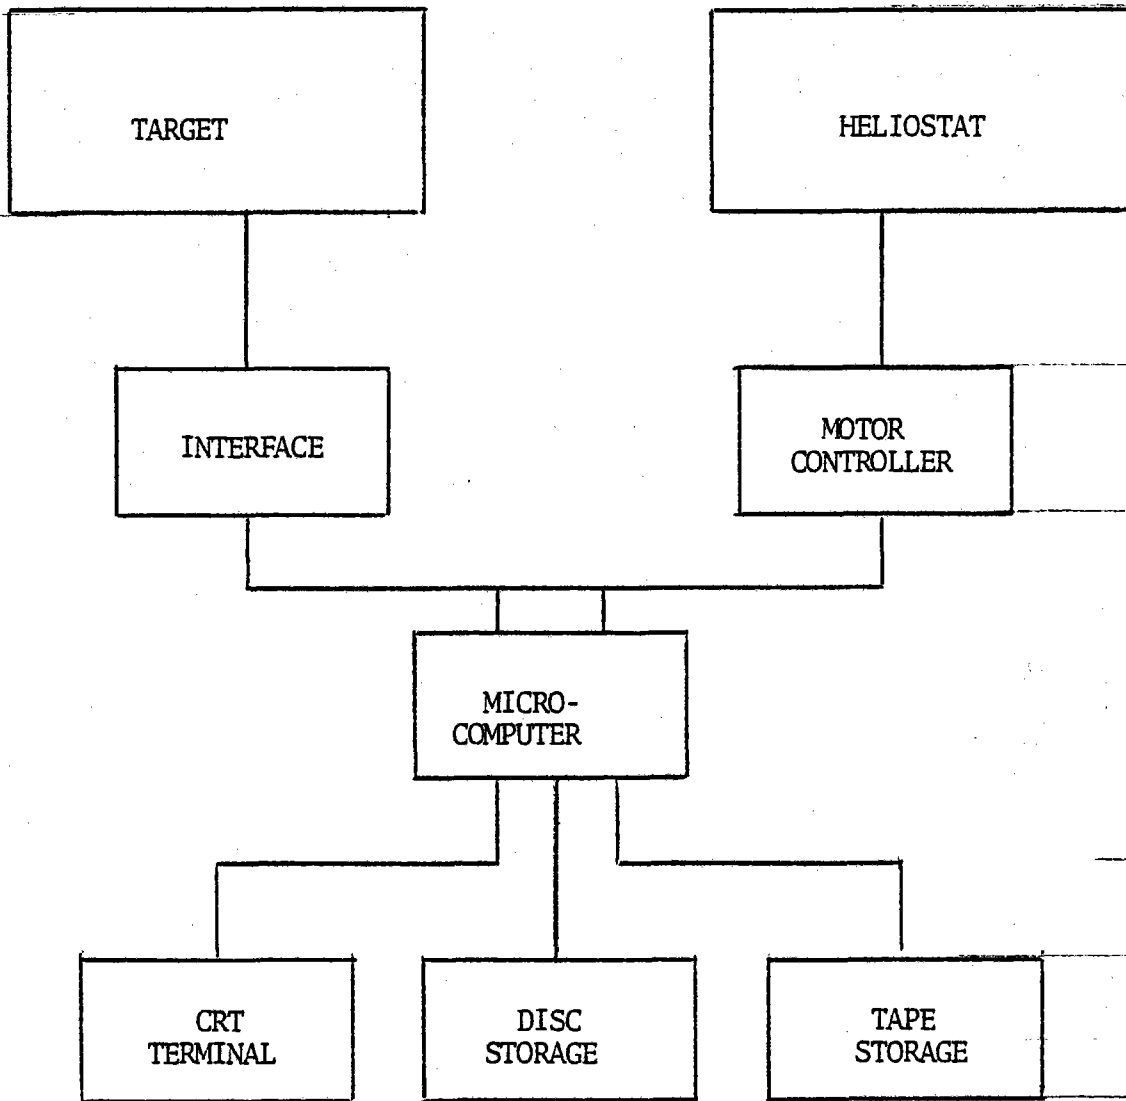 TARGET
HELIOSTAT
INTERFACE
MOTOR
CONTROLLER
MICRO-
COMPUTER
CRT
TERMINAL
DISC
STORAGE
TAPE
STORAGE